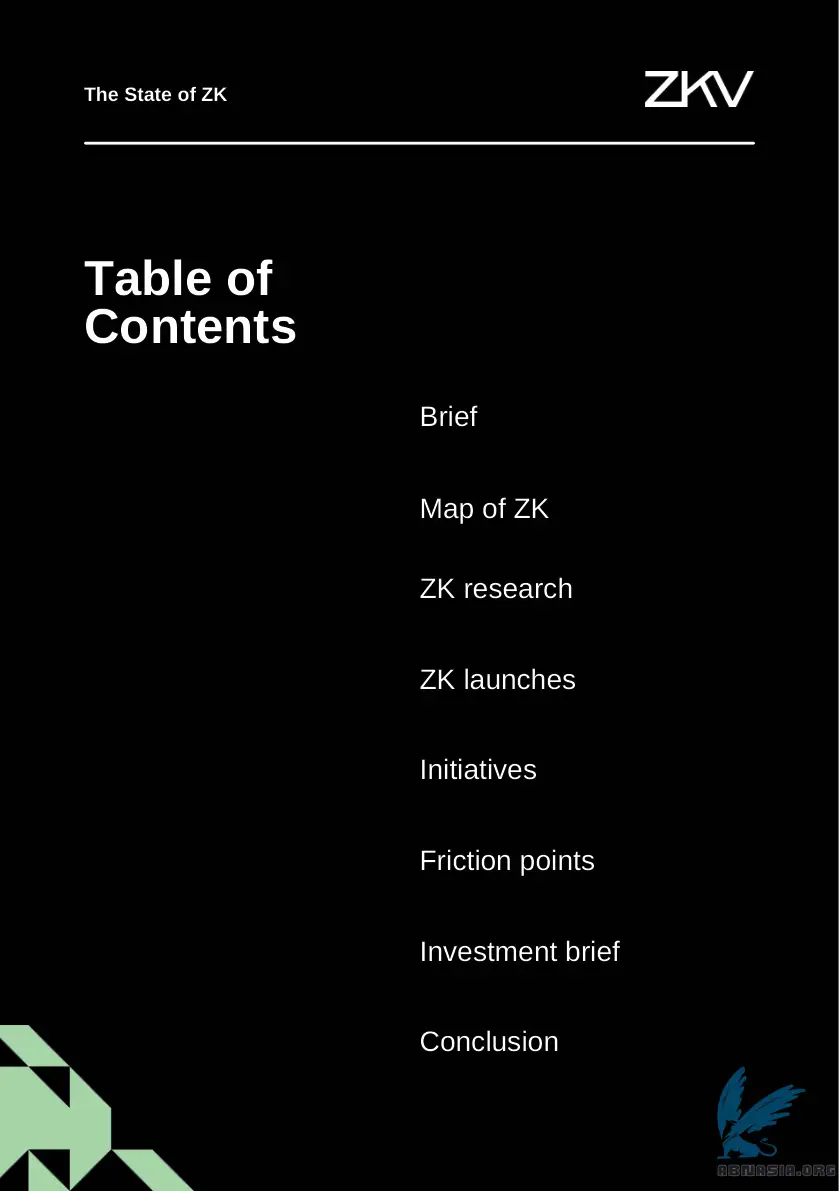 The State of ZK
ZKV
Table of
Contents
Brief
Map of ZK
ZK research
ZK launches
Initiatives
Friction points
Investment brief
Conclusion
ABNASIA.ORG